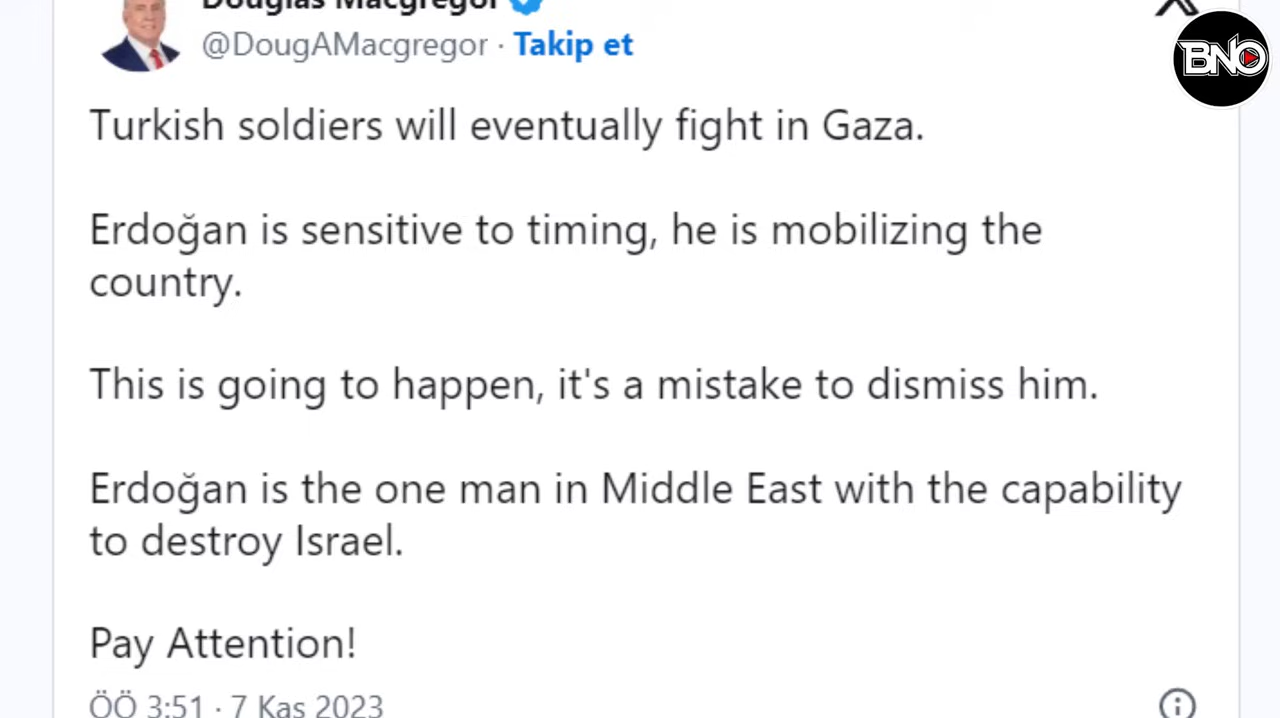 Douglas Macgregor
@DougAMacgregor · Takip et
BNO
Turkish soldiers will eventually fight in Gaza.
Erdoğan is sensitive to timing, he is mobilizing the
country.
This is going to happen, it's a mistake to dismiss him.
Erdoğan is the one man in Middle East with the capability
to destroy Israel.
Pay Attention!
ÖÖ 3:51 · 7 Kas 2023